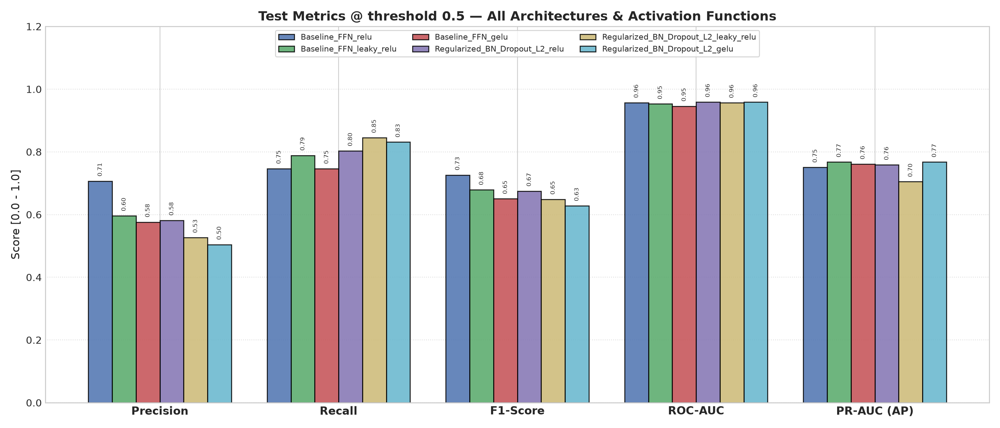 Test Metrics @ threshold 0.5 — All Architectures & Activation Functions
Baseline_FFN_relu
Baseline_FFN_leaky_relu
Baseline_FFN_gelu
Regularized_BN_Dropout_L2_relu
Regularized_BN_Dropout_L2_leaky_relu
Regularized_BN_Dropout_L2_gelu
Score [0.0 - 1.0]
1.2
1.0
0.8
0.6
0.4
0.2
0.0
0.71
0.60
0.58
0.58
0.53
0.50
0.75
0.79
0.75
0.80
0.85
0.83
0.73
0.68
0.65
0.67
0.65
0.63
0.96
0.95
0.95
0.96
0.96
0.96
0.75
0.77
0.76
0.76
0.70
0.77
Precision
Recall
F1-Score
ROC-AUC
PR-AUC (AP)